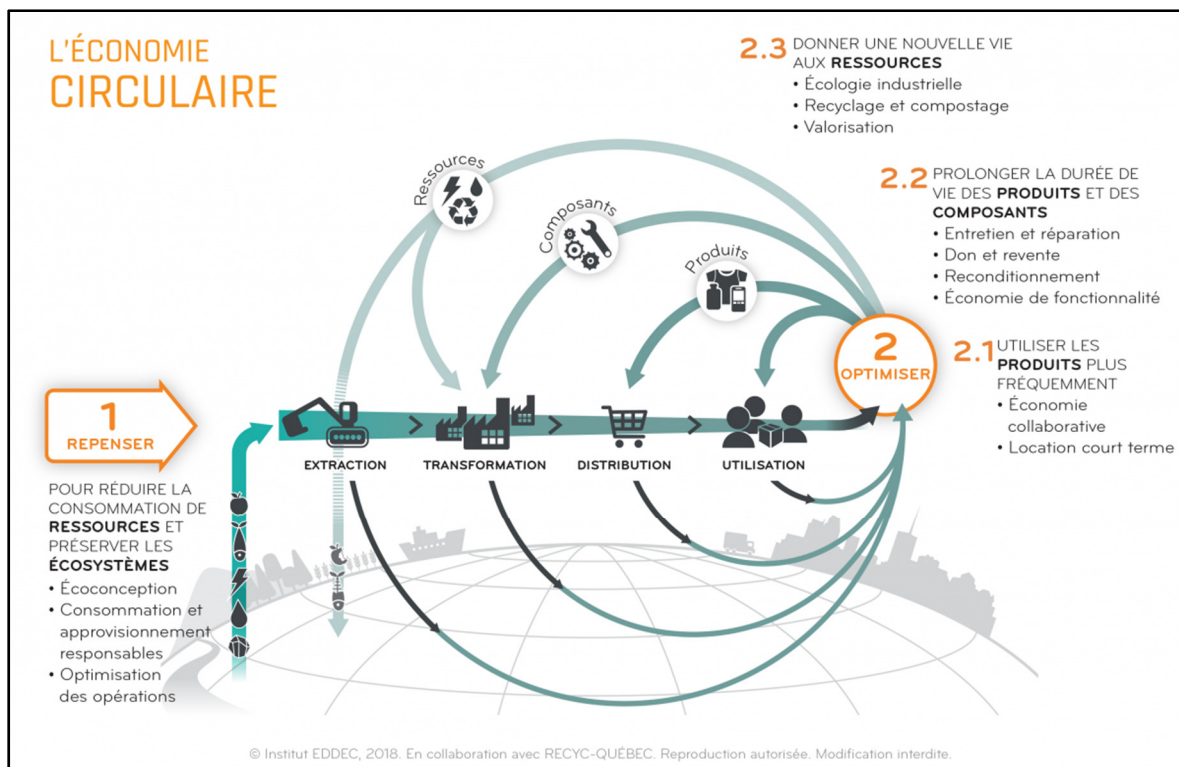 L'ÉCONOMIE
CIRCULAIRE
2.3 DONNER UNE NOUVELLE VIE
AUX RESSOURCES
• Écologie industrielle
• Recyclage et compostage
• Valorisation
2.2 PROLONGER LA DURÉE DE
VIE DES PRODUITS ET DES
COMPOSANTS
• Entretien et réparation
• Don et revente
• Reconditionnement
• Économie de fonctionnalité
Ressources
Composants
Produits
2
OPTIMISER
2.1 UTILISER LES
PRODUITS PLUS
FRÉQUEMMENT
• Économie
collaborative
• Location court terme
1
REPENSER
EXTRACTION
TRANSFORMATION
DISTRIBUTION
UTILISATION
POUR RÉDUIRE LA
CONSOMMATION DE
RESSOURCES ET
PRÉSERVER LES
ÉCOSYSTÈMES
• Écoconception
• Consommation et
approvisionnement
responsables
• Optimisation
des opérations
© Institut EDDEC, 2018. En collaboration avec RECYC-QUÉBEC. Reproduction autorisée. Modification interdite.